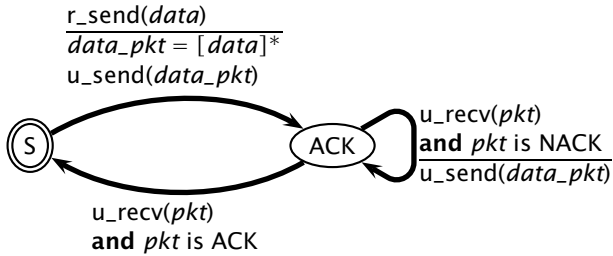 r_send(data)
data_pkt = [data]*
u_send(data_pkt)
S
ACK
u_recv(pkt)
and pkt is NACK
u_send(data_pkt)
u_recv(pkt)
and pkt is ACK